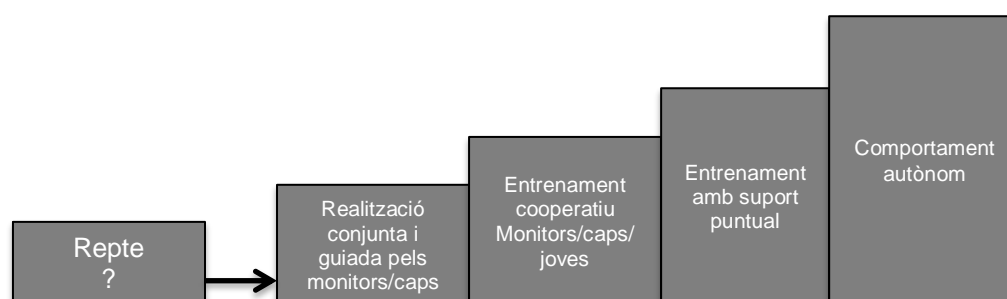 Repte
?
Realització
conjunta i
guiada pels
monitors/caps
Entrenament
cooperatiu
Monitors/caps/
joves
Entrenament
amb suport
puntual
Comportament
autònom